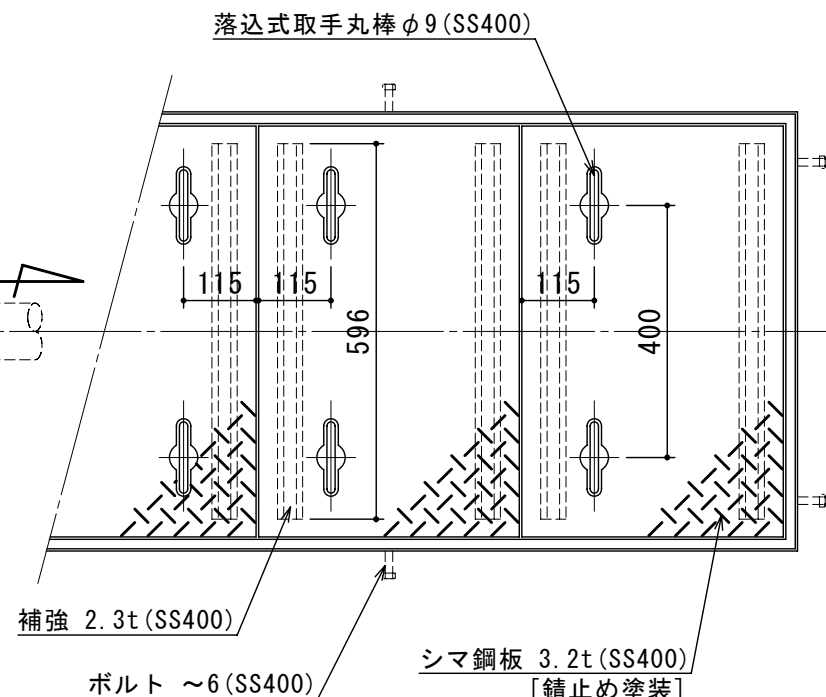 落込式取手丸棒φ9(SS400)
115
115
115
596
400
補強 2.3t(SS400)
シマ鋼板 3.2t(SS400)
[錆止め塗装]
ボルト ～6(SS400)